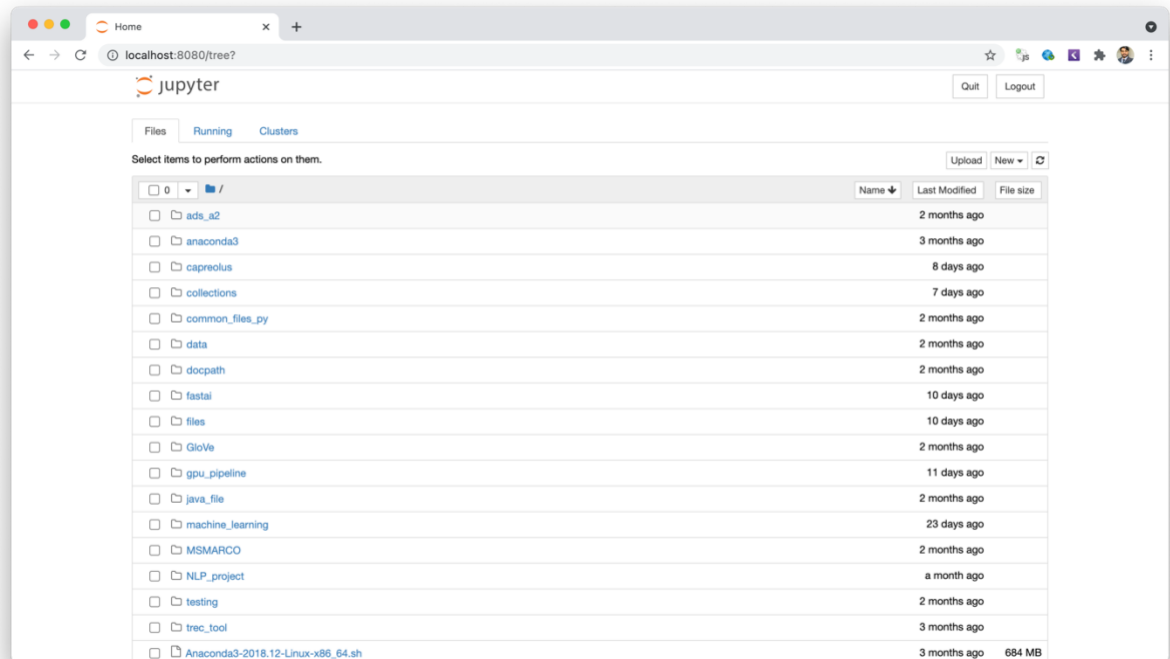 Home
localhost:8080/tree?
jupyter
Quit Logout
Files Running Clusters
Select items to perform actions on them.
Upload New
0 / Name Last Modified File size
ads_a2 2 months ago
anaconda3 3 months ago
capreolus 8 days ago
collections 7 days ago
common_files_py 2 months ago
data 2 months ago
docpath 2 months ago
fastai 10 days ago
files 10 days ago
GloVe 2 months ago
gpu_pipeline 11 days ago
java_file 2 months ago
machine_learning 23 days ago
MSMARCO 2 months ago
NLP_project a month ago
testing 2 months ago
trec_tool 3 months ago
Anaconda3-2018.12-Linux-x86_64.sh 3 months ago 684 MB